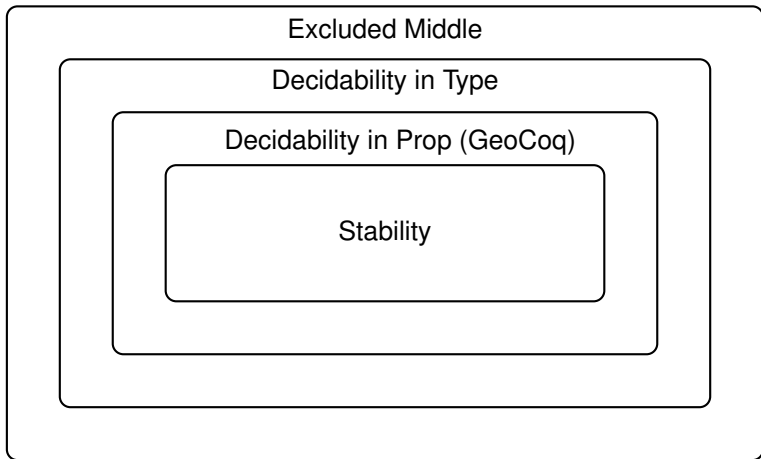 Excluded Middle
Decidability in Type
Decidability in Prop (GeoCoq)
Stability